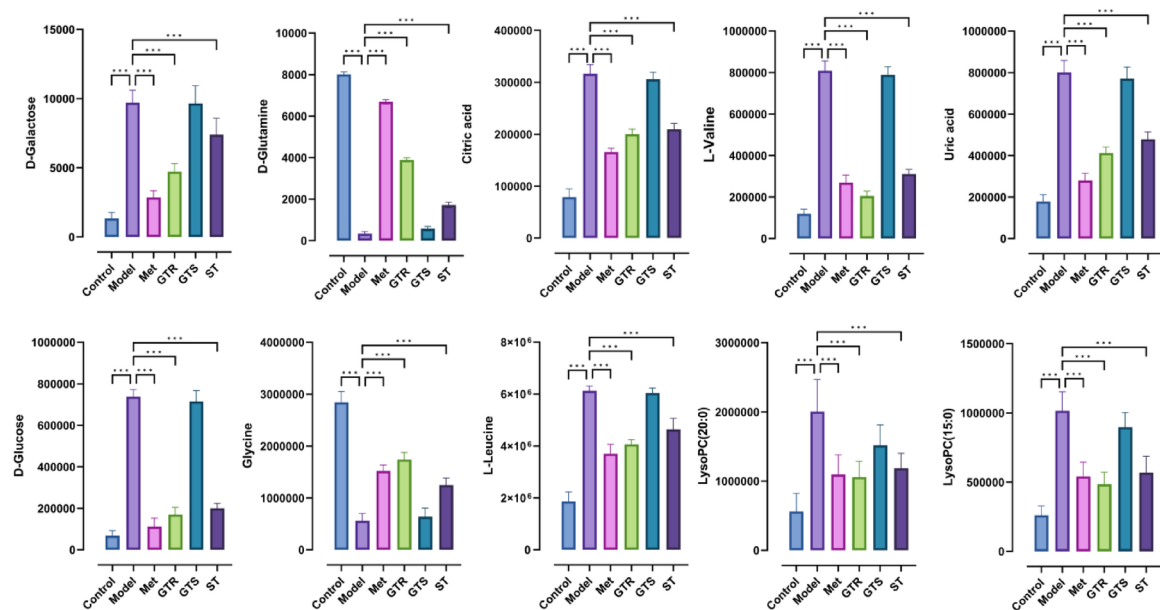 D-Galactose
15000
10000
5000
0
*** *** *** ***
Control Model Met GTR GTS ST
D-Glutamine
8000
6000
4000
2000
0
*** *** *** ***
Control Model Met GTR GTS ST
Citric acid
400000
300000
200000
100000
0
*** *** *** ***
Control Model Met GTR GTS ST
L-Valine
1000000
800000
600000
400000
200000
0
*** *** *** ***
Control Model Met GTR GTS ST
Uric acid
1000000
800000
600000
400000
200000
0
*** *** *** ***
Control Model Met GTR GTS ST
D-Glucose
1000000
800000
600000
400000
200000
0
*** *** *** ***
Control Model Met GTR GTS ST
Glycine
4000000
3000000
2000000
1000000
0
*** *** *** ***
Control Model Met GTR GTS ST
L-Leucine
8×10⁶
6×10⁶
4×10⁶
2×10⁶
0
*** *** *** ***
Control Model Met GTR GTS ST
LysoPC(20:0)
3000000
2000000
1000000
0
*** *** *** ***
Control Model Met GTR GTS ST
LysoPC(15:0)
1500000
1000000
500000
0
*** *** *** ***
Control Model Met GTR GTS ST